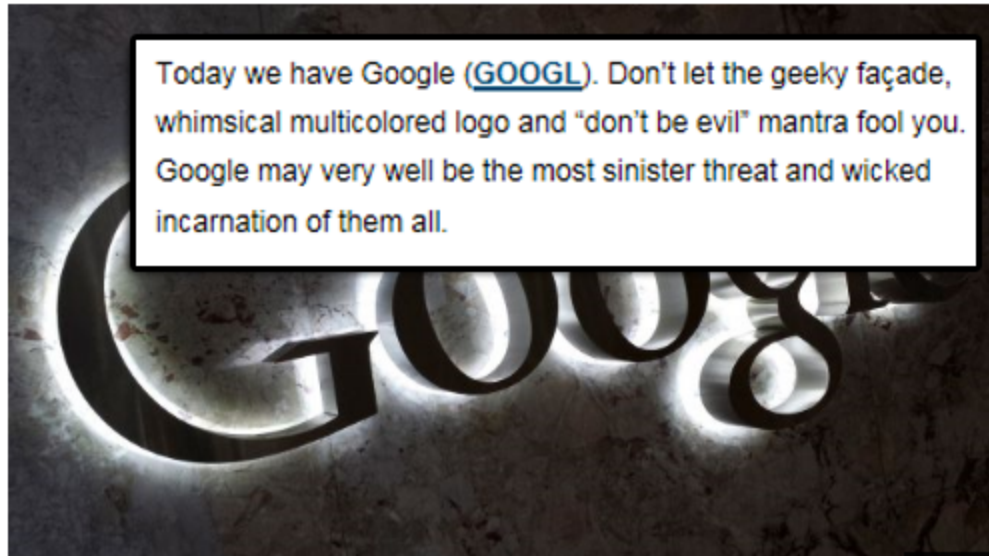 Today we have Google (GOOGL). Don't let the geeky façade,
whimsical multicolored logo and “don't be evil” mantra fool you.
Google may very well be the most sinister threat and wicked
incarnation of them all.
Google